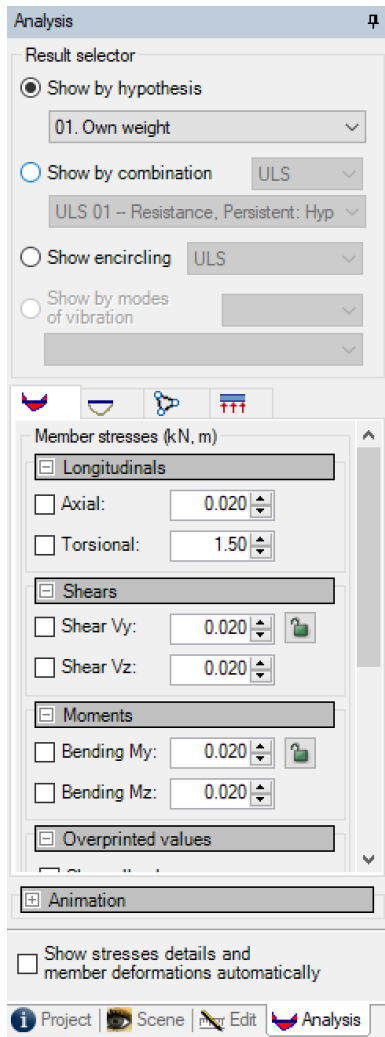 Analysis
Result selector
Show by hypothesis
01. Own weight
Show by combination ULS
ULS 01 -- Resistance, Persistent: Hyp
Show encircling ULS
Show by modes
of vibration
Member stresses (kN, m)
Longitudinals
Axial: 0.020
Torsional: 1.50
Shears
Shear Vy: 0.020
Shear Vz: 0.020
Moments
Bending My: 0.020
Bending Mz: 0.020
Overprinted values
Animation
Show stresses details and
member deformations automatically
Project Scene Edit Analysis